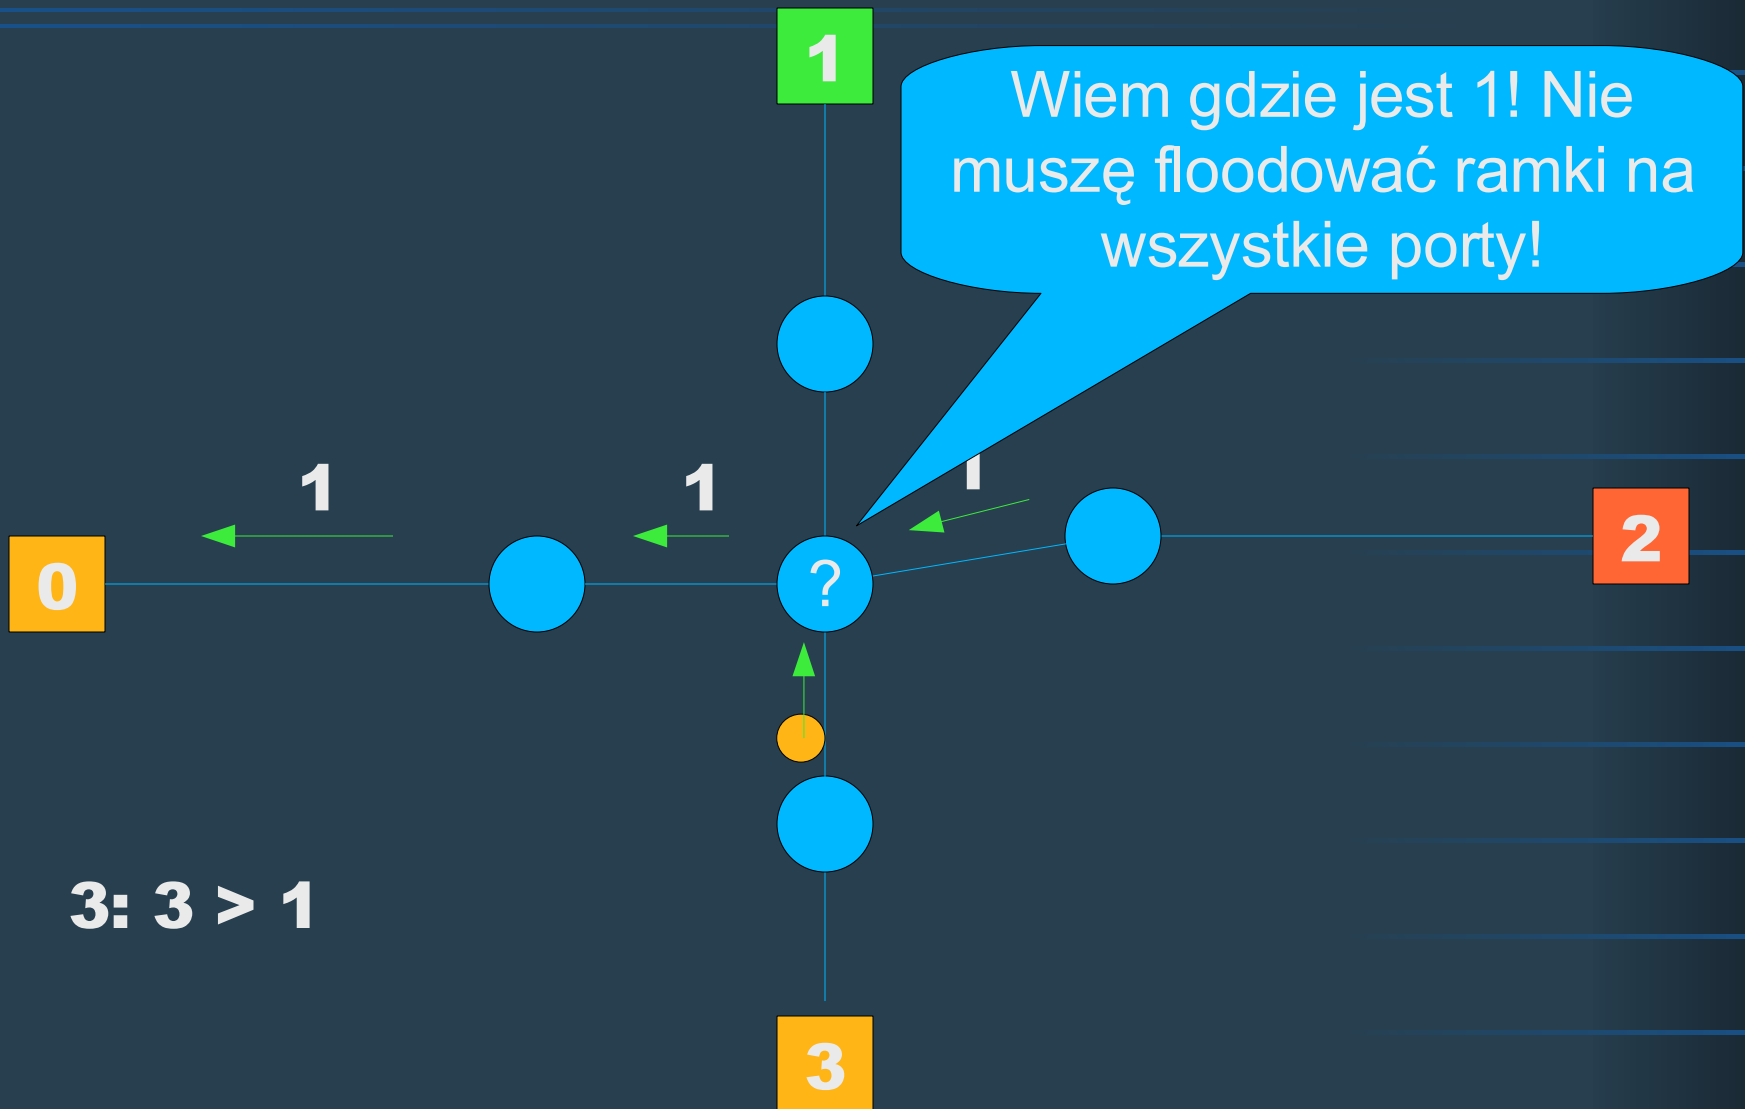 1
Wiem gdzie jest 1! Nie
muszę floodować ramki na
wszystkie porty!
1 1 1
0 ? 2
3: 3 > 1
3